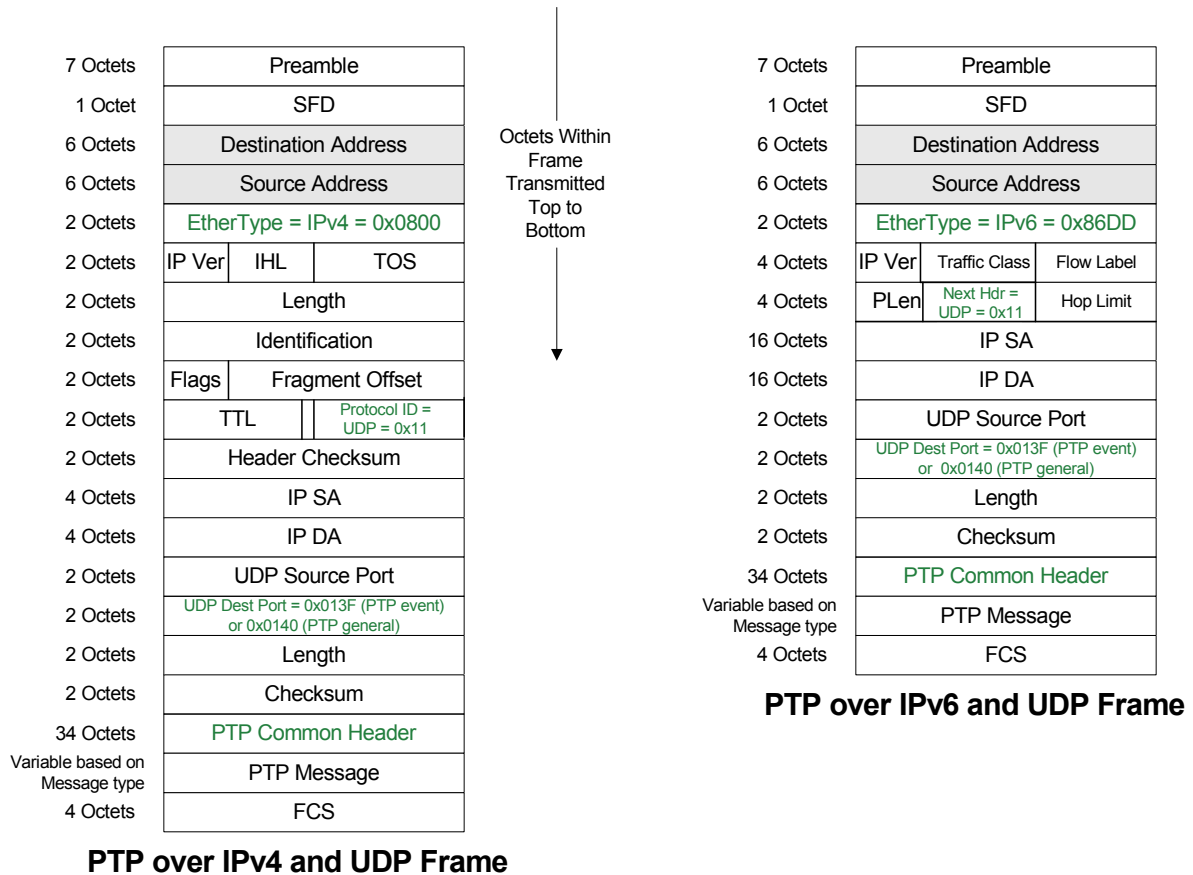 7 Octets Preamble
1 Octet SFD
6 Octets Destination Address
6 Octets Source Address
2 Octets EtherType = IPv4 = 0x0800
2 Octets IP Ver IHL TOS
2 Octets Length
2 Octets Identification
2 Octets Flags Fragment Offset
2 Octets TTL Protocol ID =
UDP = 0x11
2 Octets Header Checksum
4 Octets IP SA
4 Octets IP DA
2 Octets UDP Source Port
2 Octets UDP Dest Port = 0x013F (PTP event)
or 0x0140 (PTP general)
2 Octets Length
2 Octets Checksum
34 Octets PTP Common Header
Variable based on
Message type PTP Message
4 Octets FCS
PTP over IPv4 and UDP Frame
Octets Within
Frame
Transmitted
Top to
Bottom
7 Octets Preamble
1 Octet SFD
6 Octets Destination Address
6 Octets Source Address
2 Octets EtherType = IPv6 = 0x86DD
4 Octets IP Ver Traffic Class Flow Label
4 Octets PLen Next Hdr =
UDP = 0x11 Hop Limit
16 Octets IP SA
16 Octets IP DA
2 Octets UDP Source Port
2 Octets UDP Dest Port = 0x013F (PTP event)
or 0x0140 (PTP general)
2 Octets Length
2 Octets Checksum
34 Octets PTP Common Header
Variable based on
Message type PTP Message
4 Octets FCS
PTP over IPv6 and UDP Frame